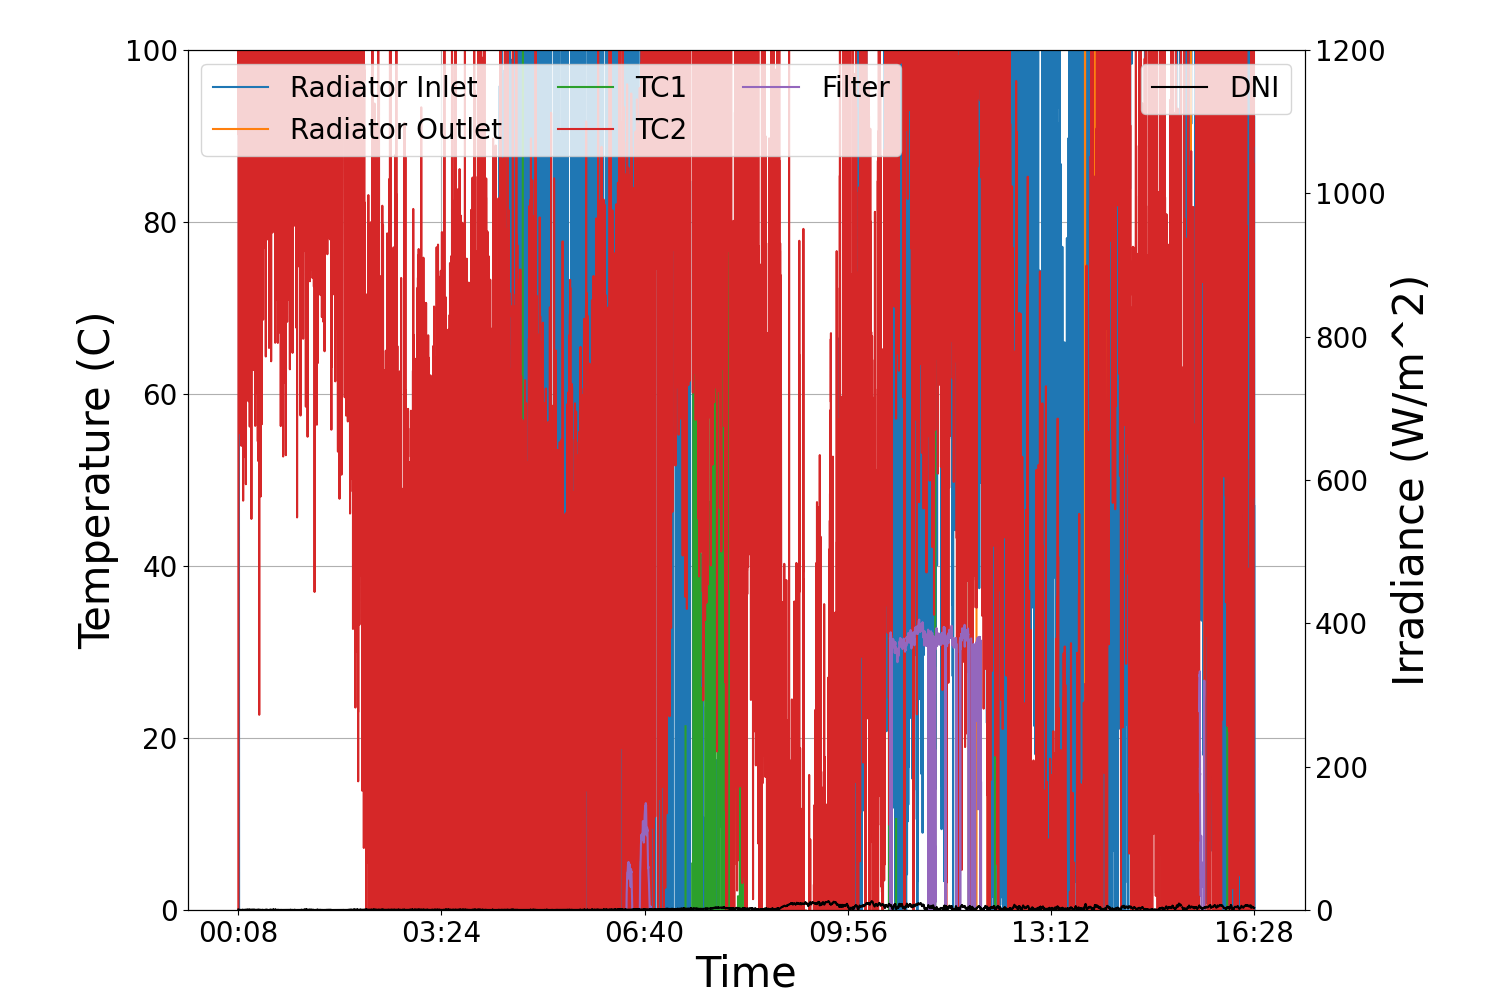 100
80
60
40
20
0
Temperature (C)
Radiator Inlet
Radiator Outlet
TC1
TC2
Filter
DNI
1200
1000
800
600
400
200
0
Irradiance (W/m^2)
00:08 03:24 06:40 09:56 13:12 16:28
Time